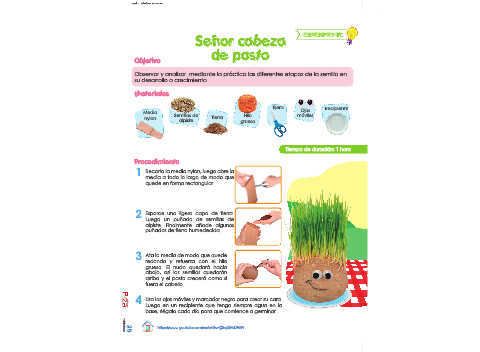 Señor cabeza
de pasto
Objetivo
Observar y analizar mediante la práctica las diferentes etapas de la semilla en
su desarrollo o crecimiento
Materiales
Media
nylon
Semillas de
alpiste
Tierra
Hilo
grueso
Tijera
Ojos
móviles
Recipiente
Tiempo de duración: 1 hora
Procedimiento
1 Recorta la media nylon, luego abre la
media a todo lo largo, de modo que
quede en forma rectangular
2 Esparce una ligera capa de tierra.
Luego un puñado de semillas de
alpiste. Finalmente añade algunos
puñados de tierra humedecida
3 Ata la media de modo que quede
redonda y refuerza con el hilo
grueso. El nudo quedará hacia
abajo, así las semillas quedarán
arriba y el pasto crecerá como si
fuera el cabello.
4 Usa los ojos móviles y marcador negro para crear su cara.
Luego en un recipiente que tenga siempre agua en la
base, riégala cada día para que comience a germinar